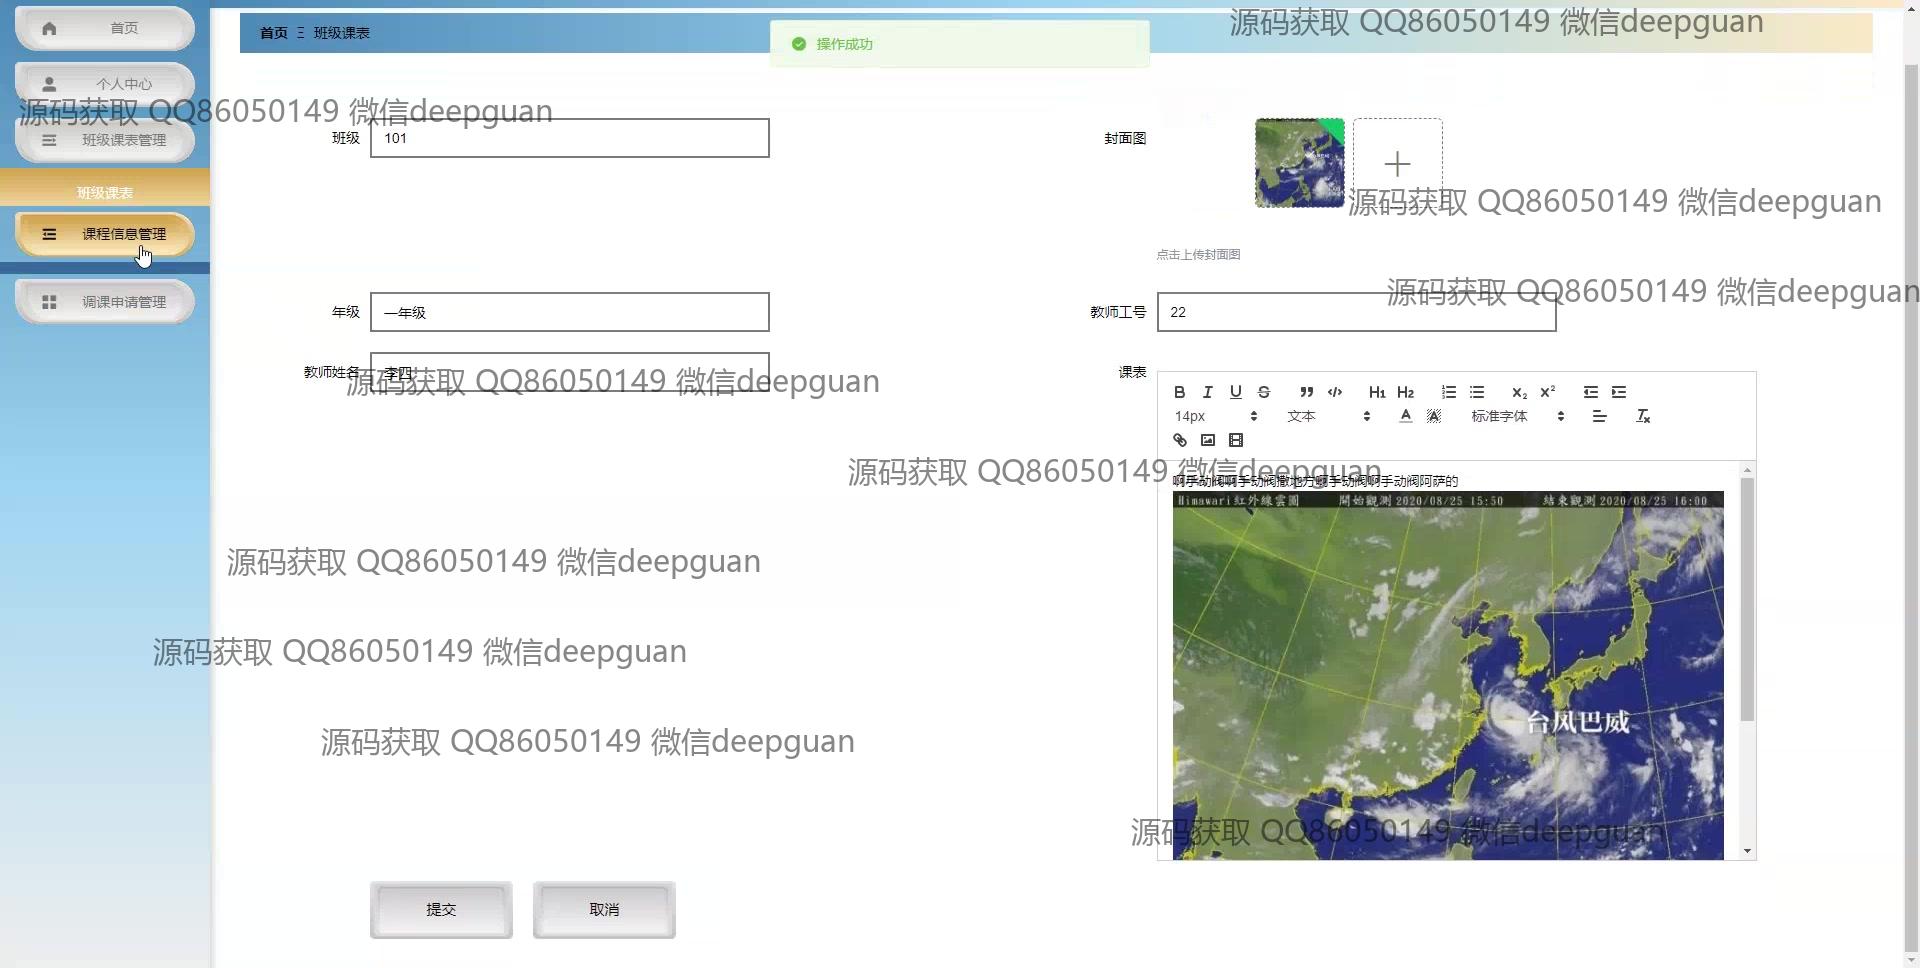 首页
个人中心
班级课表管理
班级课表
课程信息管理
调课申请管理
首页 Ξ 班级课表
操作成功
源码获取 QQ86050149 微信deepguan
源码获取 QQ86050149 微信deepguan
班级 101
封面图
源码获取 QQ86050149 微信deepguan
点击上传封面图
源码获取 QQ86050149 微信deepguan
年级 一年级
教师工号 22
教师姓名 李四
源码获取 QQ86050149 微信deepguan
课表
B I U S ” </> H1 H2 X₂ X²
14px 文本 A A 标准字体 Tx
源码获取 QQ86050149 微信deepguan
啊手动阀啊手动阀撒地方啊手动阀啊手动阀阿萨的
Himawari紅外線雲圖 開始觀測 2020/08/25 15:50 結束觀測 2020/08/25 16:00
源码获取 QQ86050149 微信deepguan
源码获取 QQ86050149 微信deepguan
台风巴威
源码获取 QQ86050149 微信deepguan
源码获取 QQ86050149 微信deepguan
提交 取消